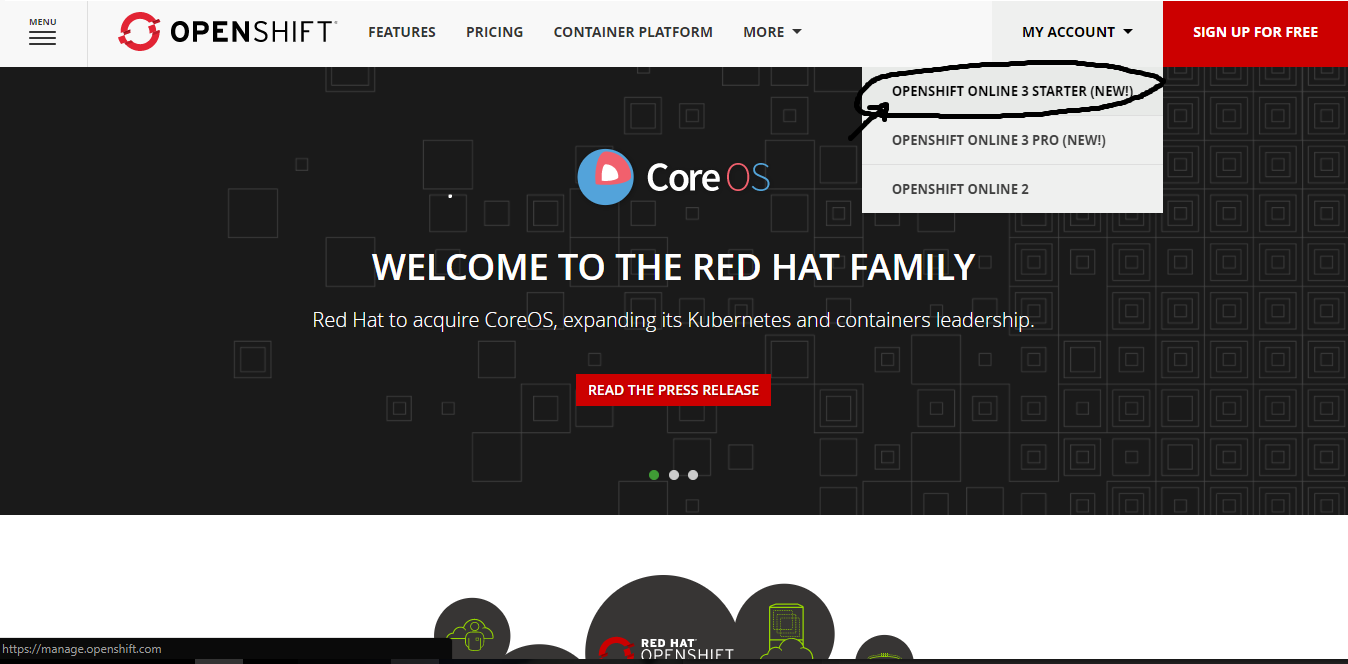 MENU
OPENSHIFT
FEATURES
PRICING
CONTAINER PLATFORM
MORE
MY ACCOUNT
SIGN UP FOR FREE
OPENSHIFT ONLINE 3 STARTER (NEW!)
OPENSHIFT ONLINE 3 PRO (NEW!)
OPENSHIFT ONLINE 2
Core OS
WELCOME TO THE RED HAT FAMILY
Red Hat to acquire CoreOS, expanding its Kubernetes and containers leadership.
READ THE PRESS RELEASE
RED HAT
OPENSHIFT
https://manage.openshift.com